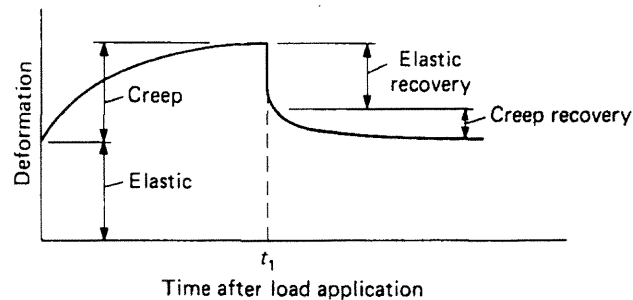 Deformation
Creep
Elastic
Elastic
recovery
Creep recovery
t₁
Time after load application